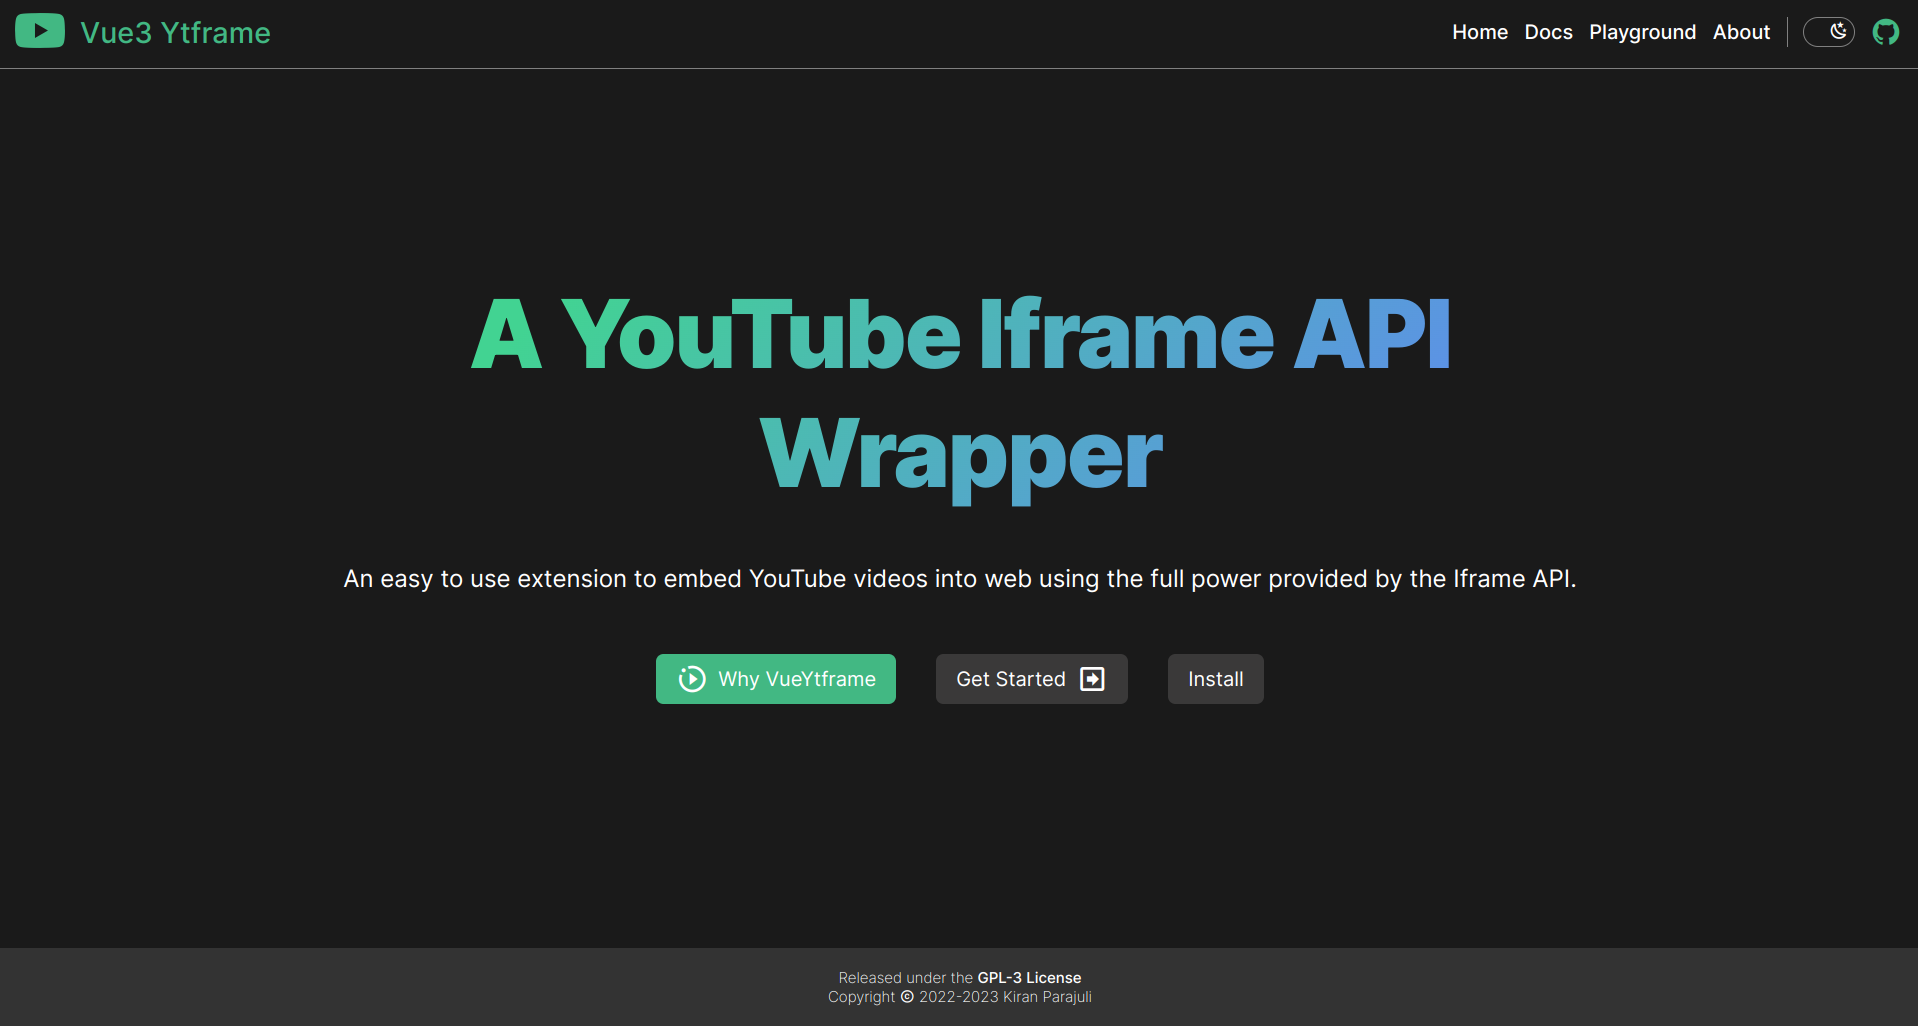 Vue3 Ytframe
Home Docs Playground About
A YouTube Iframe API
Wrapper
An easy to use extension to embed YouTube videos into web using the full power provided by the Iframe API.
Why VueYtframe
Get Started
Install
Released under the GPL-3 License
Copyright © 2022-2023 Kiran Parajuli